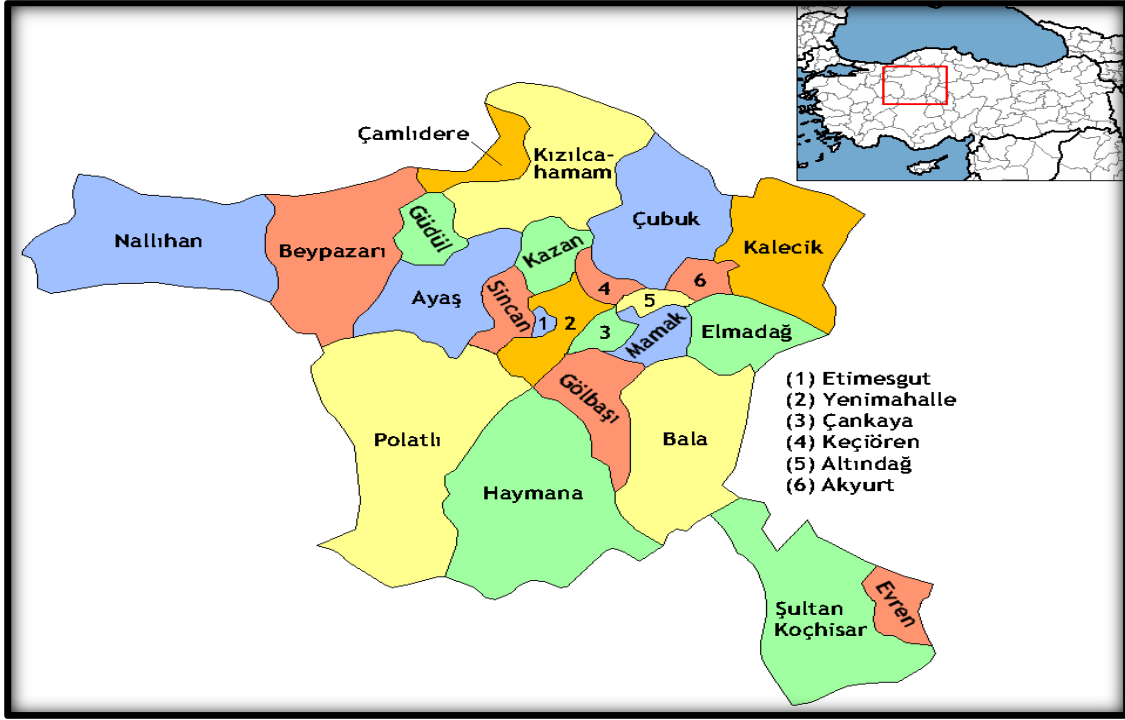 Çamlıdere
Kızılca-
hamam
Nallıhan
Beypazarı
Güdül
Kazan
Çubuk
Kalecik
Ayaş
Sincan
1
2
3
4
5
6
Mamak
Elmadağ
Gölbaşı
Polatlı
Haymana
Bala
(1) Etimesgut
(2) Yenimahalle
(3) Çankaya
(4) Keçiören
(5) Altındağ
(6) Akyurt
Şultan
Koçhisar
Evren